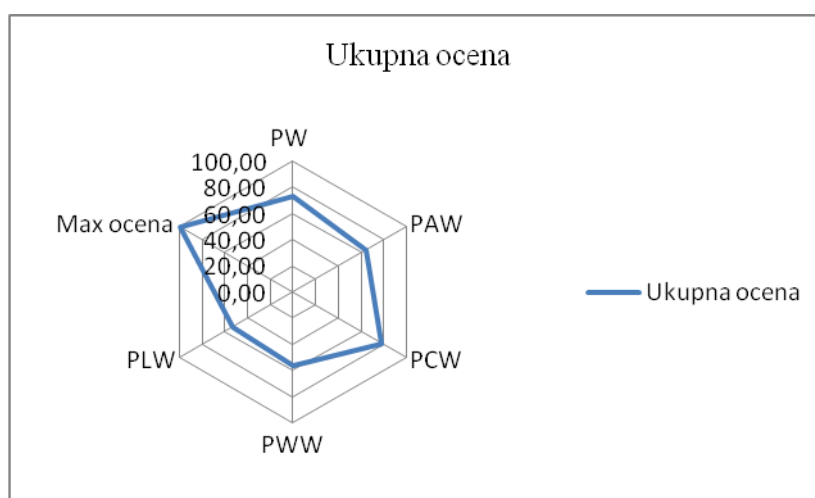 Ukupna ocena
PW
100,00
80,00
60,00
40,00
20,00
0,00
PAW
PCW
PWW
PLW
Max ocena
Ukupna ocena